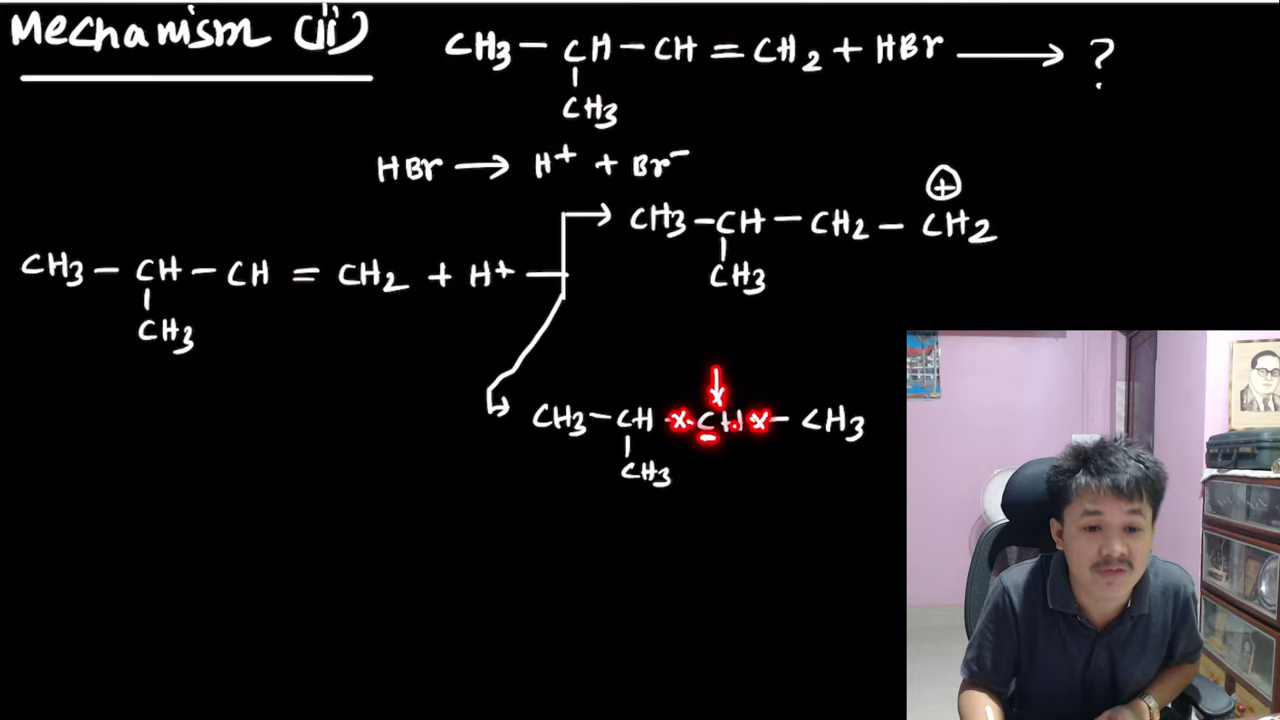 Mechanism (ii)
CH3 – CH – CH = CH2 + HBr ⟶ ?
CH3
HBr ⟶ H+ + Br−
⊕
CH3 – CH – CH2 – CH2
CH3
CH3 – CH – CH = CH2 + H+
CH3
CH3 – CH – CH – CH3
CH3